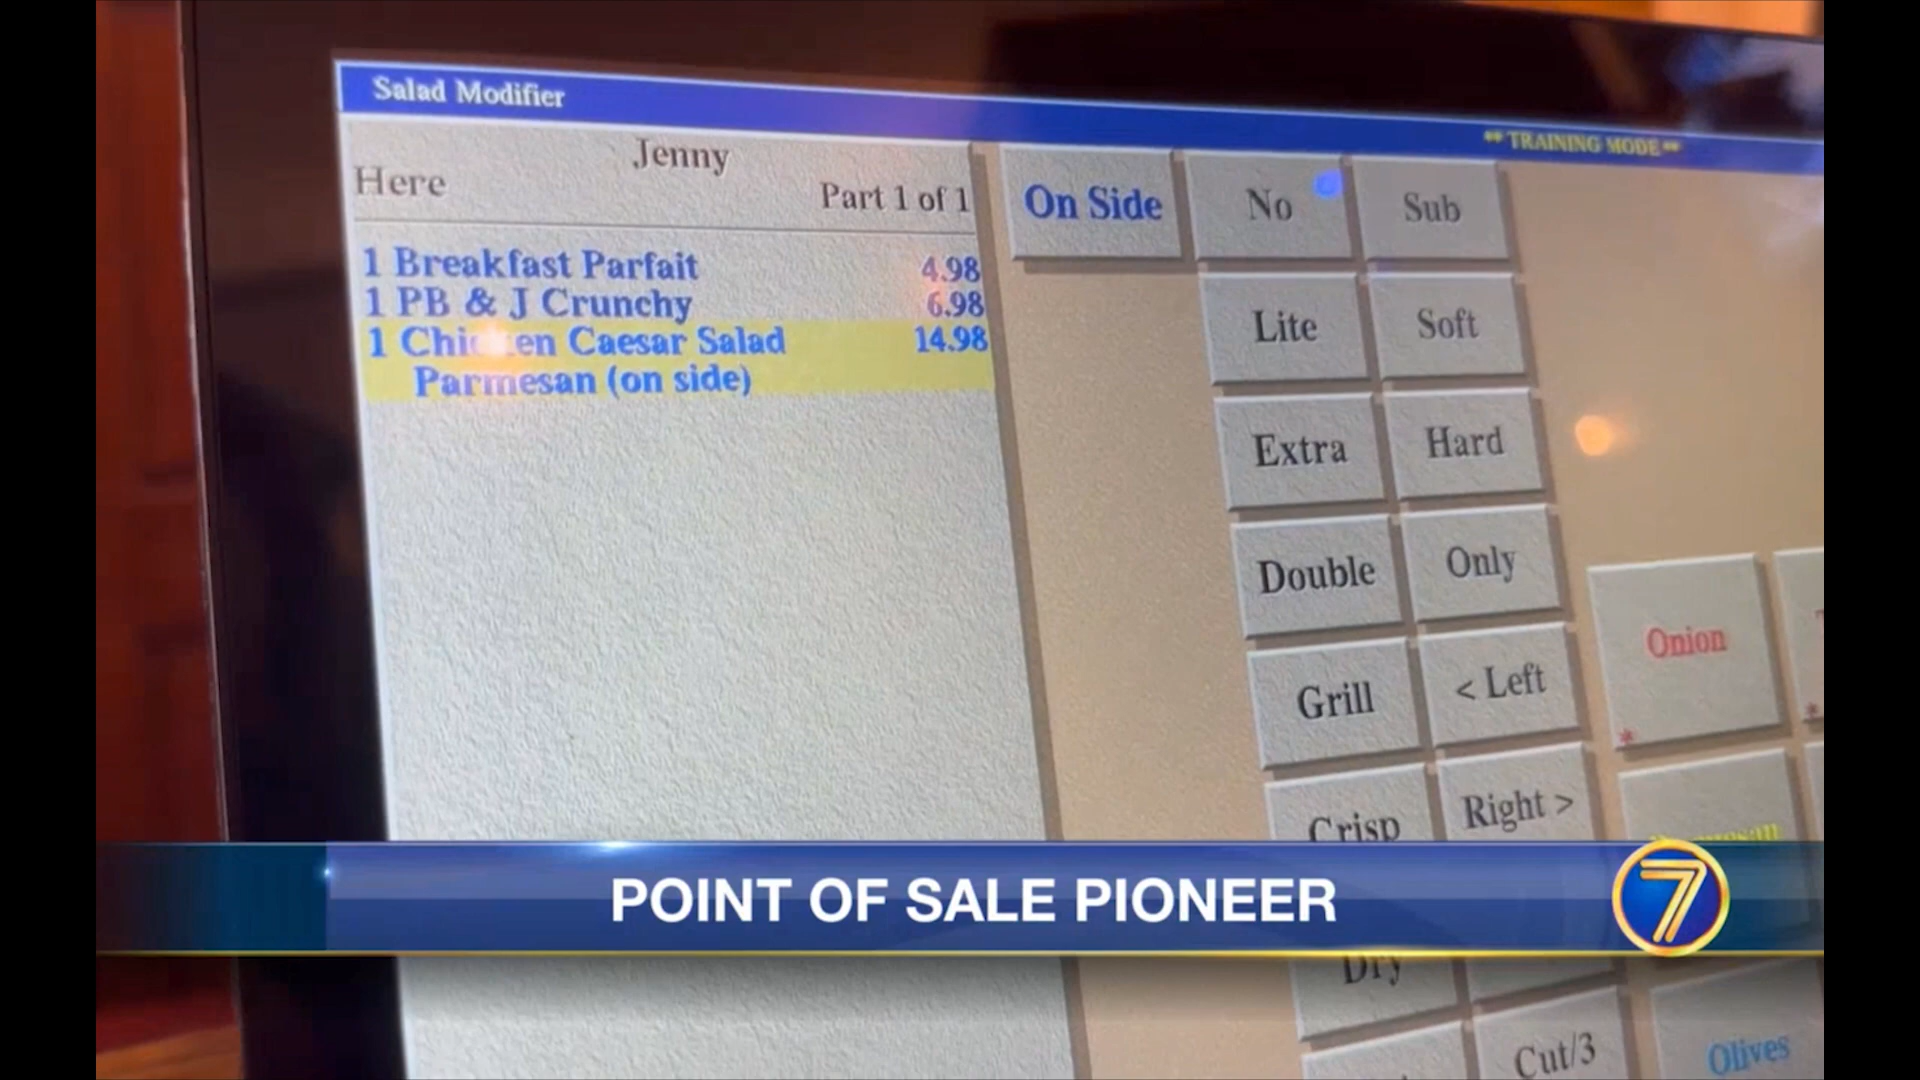 Salad Modifier
** TRAINING MODE **
Jenny
Here
Part 1 of 1
1 Breakfast Parfait 4.98
1 PB & J Crunchy 6.98
1 Chicken Caesar Salad 14.98
Parmesan (on side)
On Side
No
Sub
Lite
Soft
Extra
Hard
Double
Only
Onion
*
*
Grill
< Left
Crisp
Right >
POINT OF SALE PIONEER
7
Dry
Cut/3
Olives